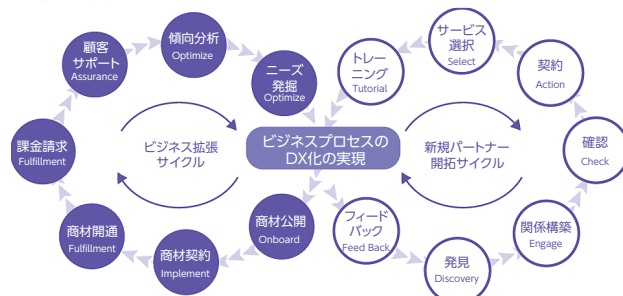 顧客
サポート
Assurance
傾向分析
Optimize
ニーズ
発掘
Optimize
課金請求
Fulfillment
商材開通
Fulfillment
商材契約
Implement
商材公開
Onboard
ビジネス拡張
サイクル
ビジネスプロセスの
DX化の実現
トレー
ニング
Tutorial
サービス
選択
Select
契約
Action
確認
Check
関係構築
Engage
発見
Discovery
フィード
バック
Feed Back
新規パートナー
開拓サイクル